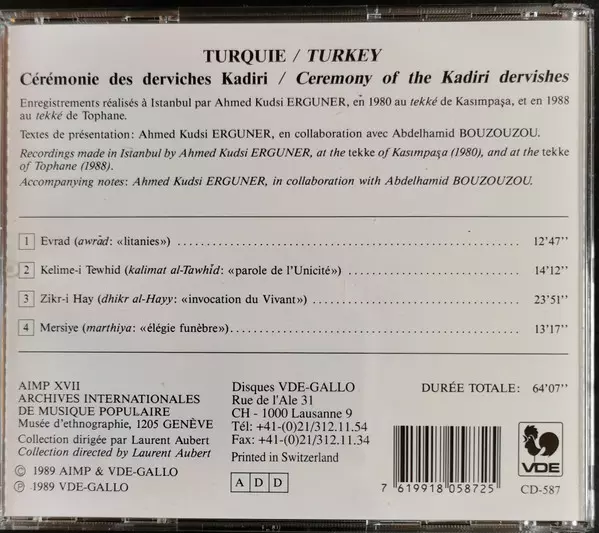 TURQUIE / TURKEY
Cérémonie des derviches Kadiri / Ceremony of the Kadiri dervishes
Enregistrements réalisés à Istanbul par Ahmed Kudsi ERGUNER, en 1980 au tekké de Kasımpaşa, et en 1988
au tekké de Tophane.
Textes de présentation: Ahmed Kudsi ERGUNER, en collaboration avec Abdelhamid BOUZOUZOU.
Recordings made in Istanbul by Ahmed Kudsi ERGUNER, at the tekke of Kasımpaşa (1980), and at the tekke
of Tophane (1988).
Accompanying notes: Ahmed Kudsi ERGUNER, in collaboration with Abdelhamid BOUZOUZOU.
1 Evrad (awrād: «litanies») 12'47''
2 Kelime-i Tewhid (kalimat al-Tawhīd: «parole de l'Unicité») 14'12''
3 Zikr-i Hay (dhikr al-Hayy: «invocation du Vivant») 23'51''
4 Mersiye (marthiya: «élégie funèbre») 13'17''
AIMP XVII
ARCHIVES INTERNATIONALES
DE MUSIQUE POPULAIRE
Musée d'ethnographie, 1205 GENÈVE
Collection dirigée par Laurent Aubert
Collection directed by Laurent Aubert
© 1989 AIMP & VDE-GALLO
℗ 1989 VDE-GALLO
Disques VDE-GALLO
Rue de l'Ale 31
CH - 1000 Lausanne 9
Tél: +41-(0)21/312.11.54
Fax: +41-(0)21/312.11.34
Printed in Switzerland
A D D
DURÉE TOTALE: 64'07''
7 619918 058725
VDE
CD-587